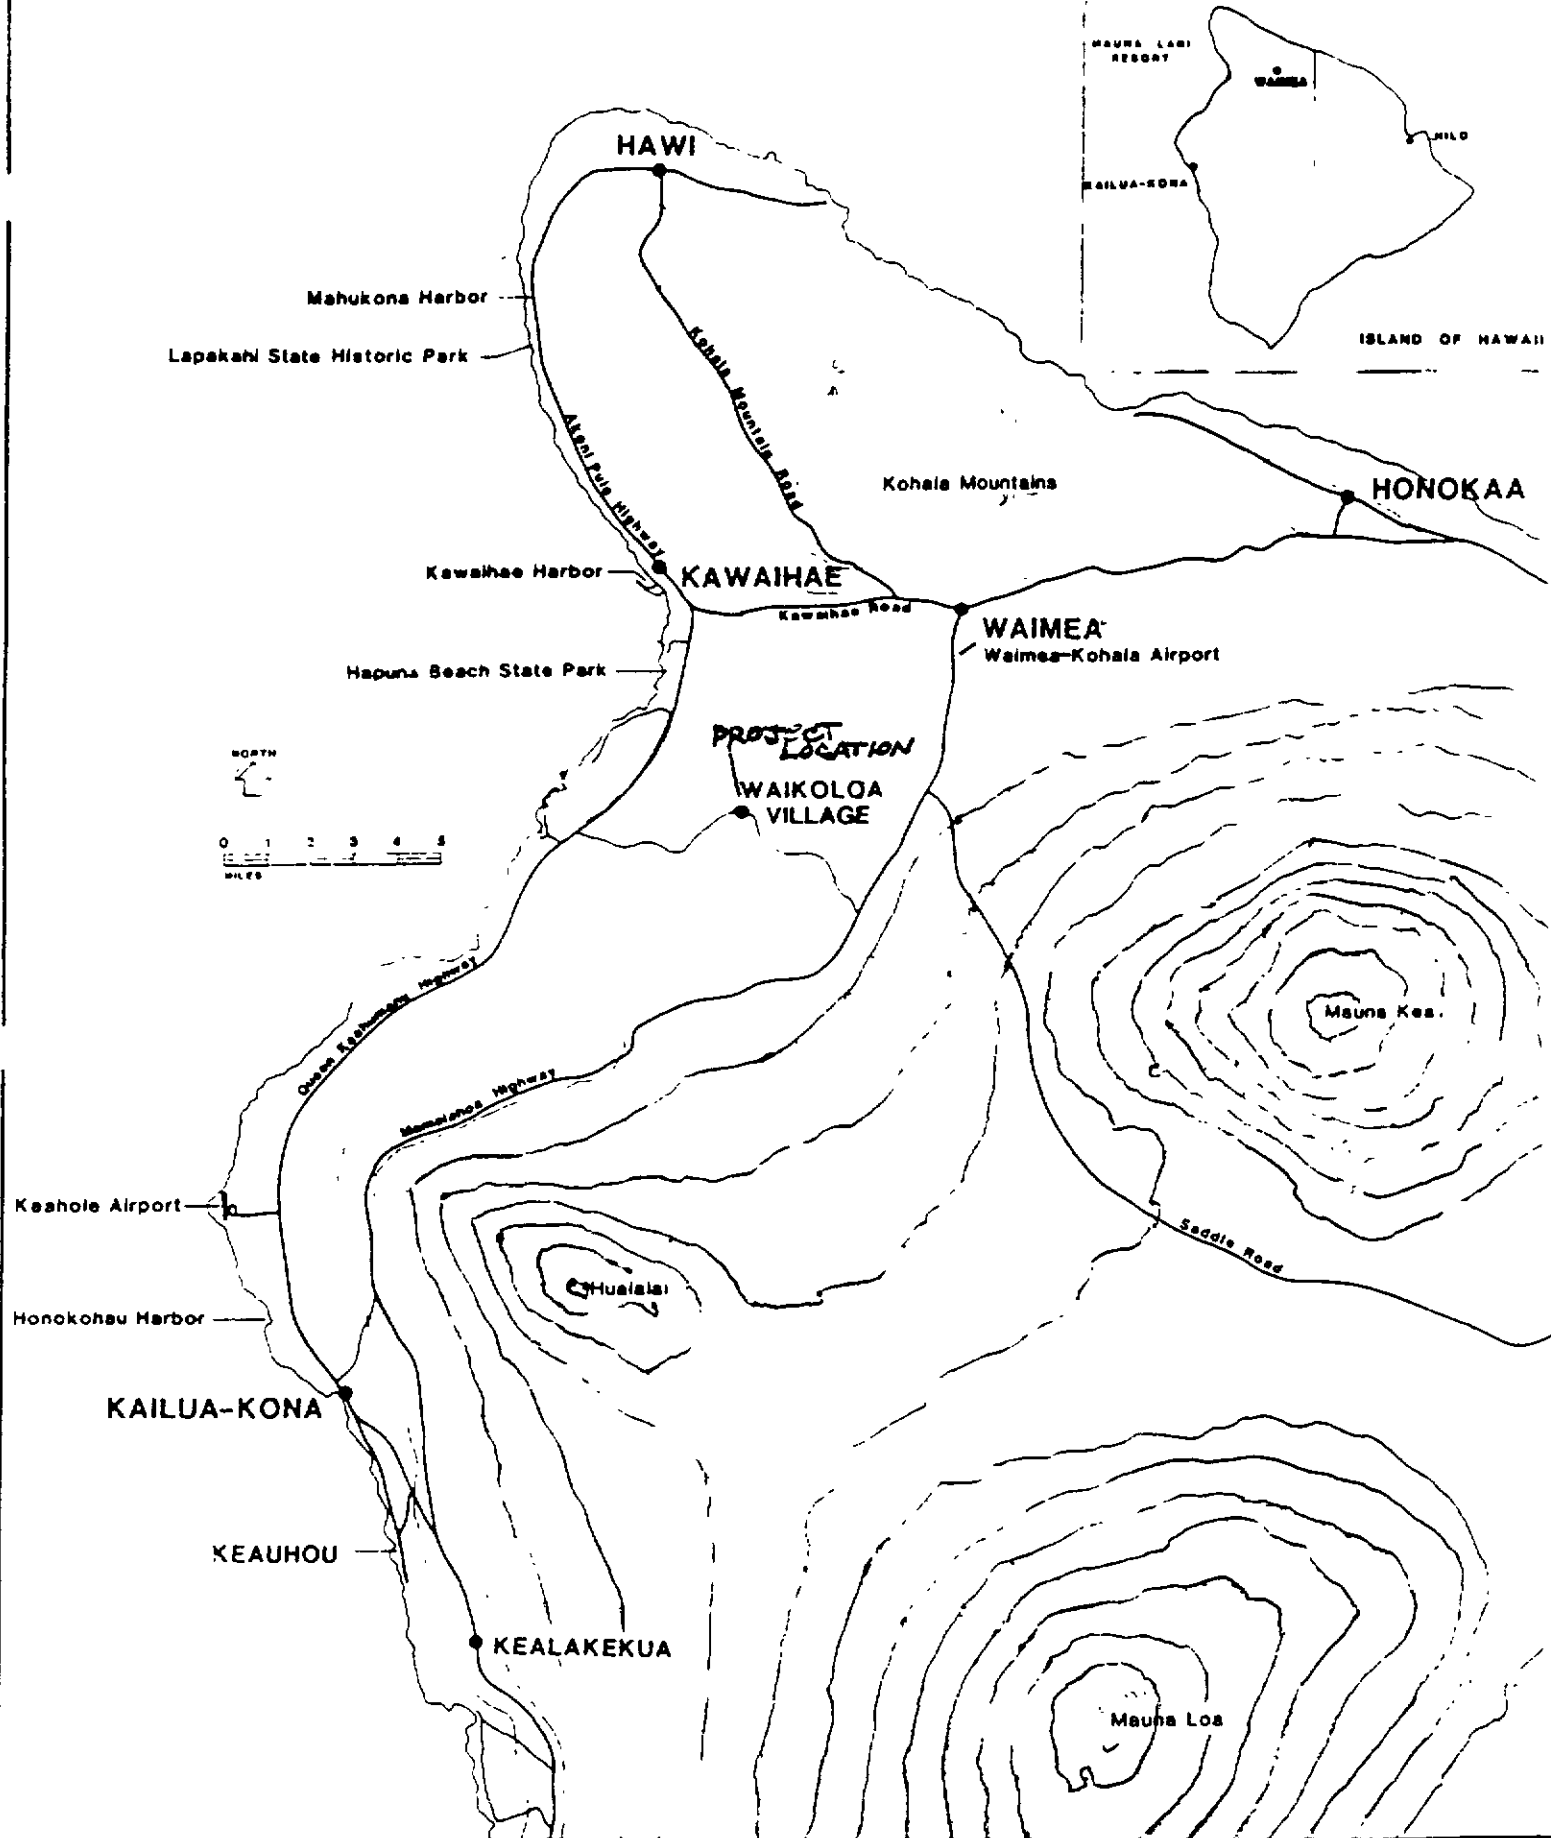 MAUNA LANI
RESORT
WAIMEA
HILO
KAILUA-KONA
ISLAND OF HAWAII
HAWI
Mahukona Harbor
Lapakahi State Historic Park
Kohala Mountain Road
Akoni Pule Highway
Kohala Mountains
HONOKAA
Kawaihae Harbor
KAWAIHAE
Kawaihae Road
WAIMEA
Waimea-Kohala Airport
Hapuna Beach State Park
PROJECT
LOCATION
NORTH
WAIKOLOA
VILLAGE
0 1 2 3 4 5
MILES
Queen Kaahumanu Highway
Mauna Kea
Mamalahoa Highway
Keahole Airport
Saddle Road
Hualalai
Honokohau Harbor
KAILUA-KONA
KEAUHOU
KEALAKEKUA
Mauna Loa